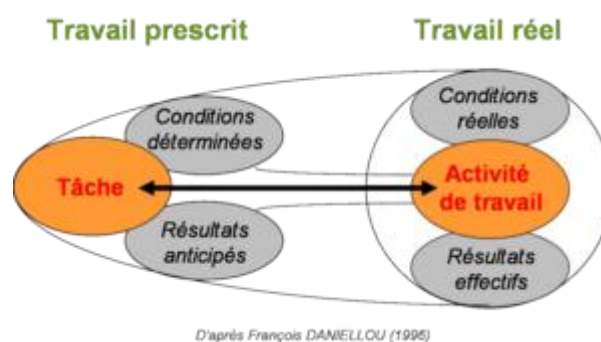 Travail prescrit
Travail réel
Conditions
déterminées
Conditions
réelles
Tâche
Activité
de travail
Résultats
anticipés
Résultats
effectifs
D'après François DANIELLOU (1996)